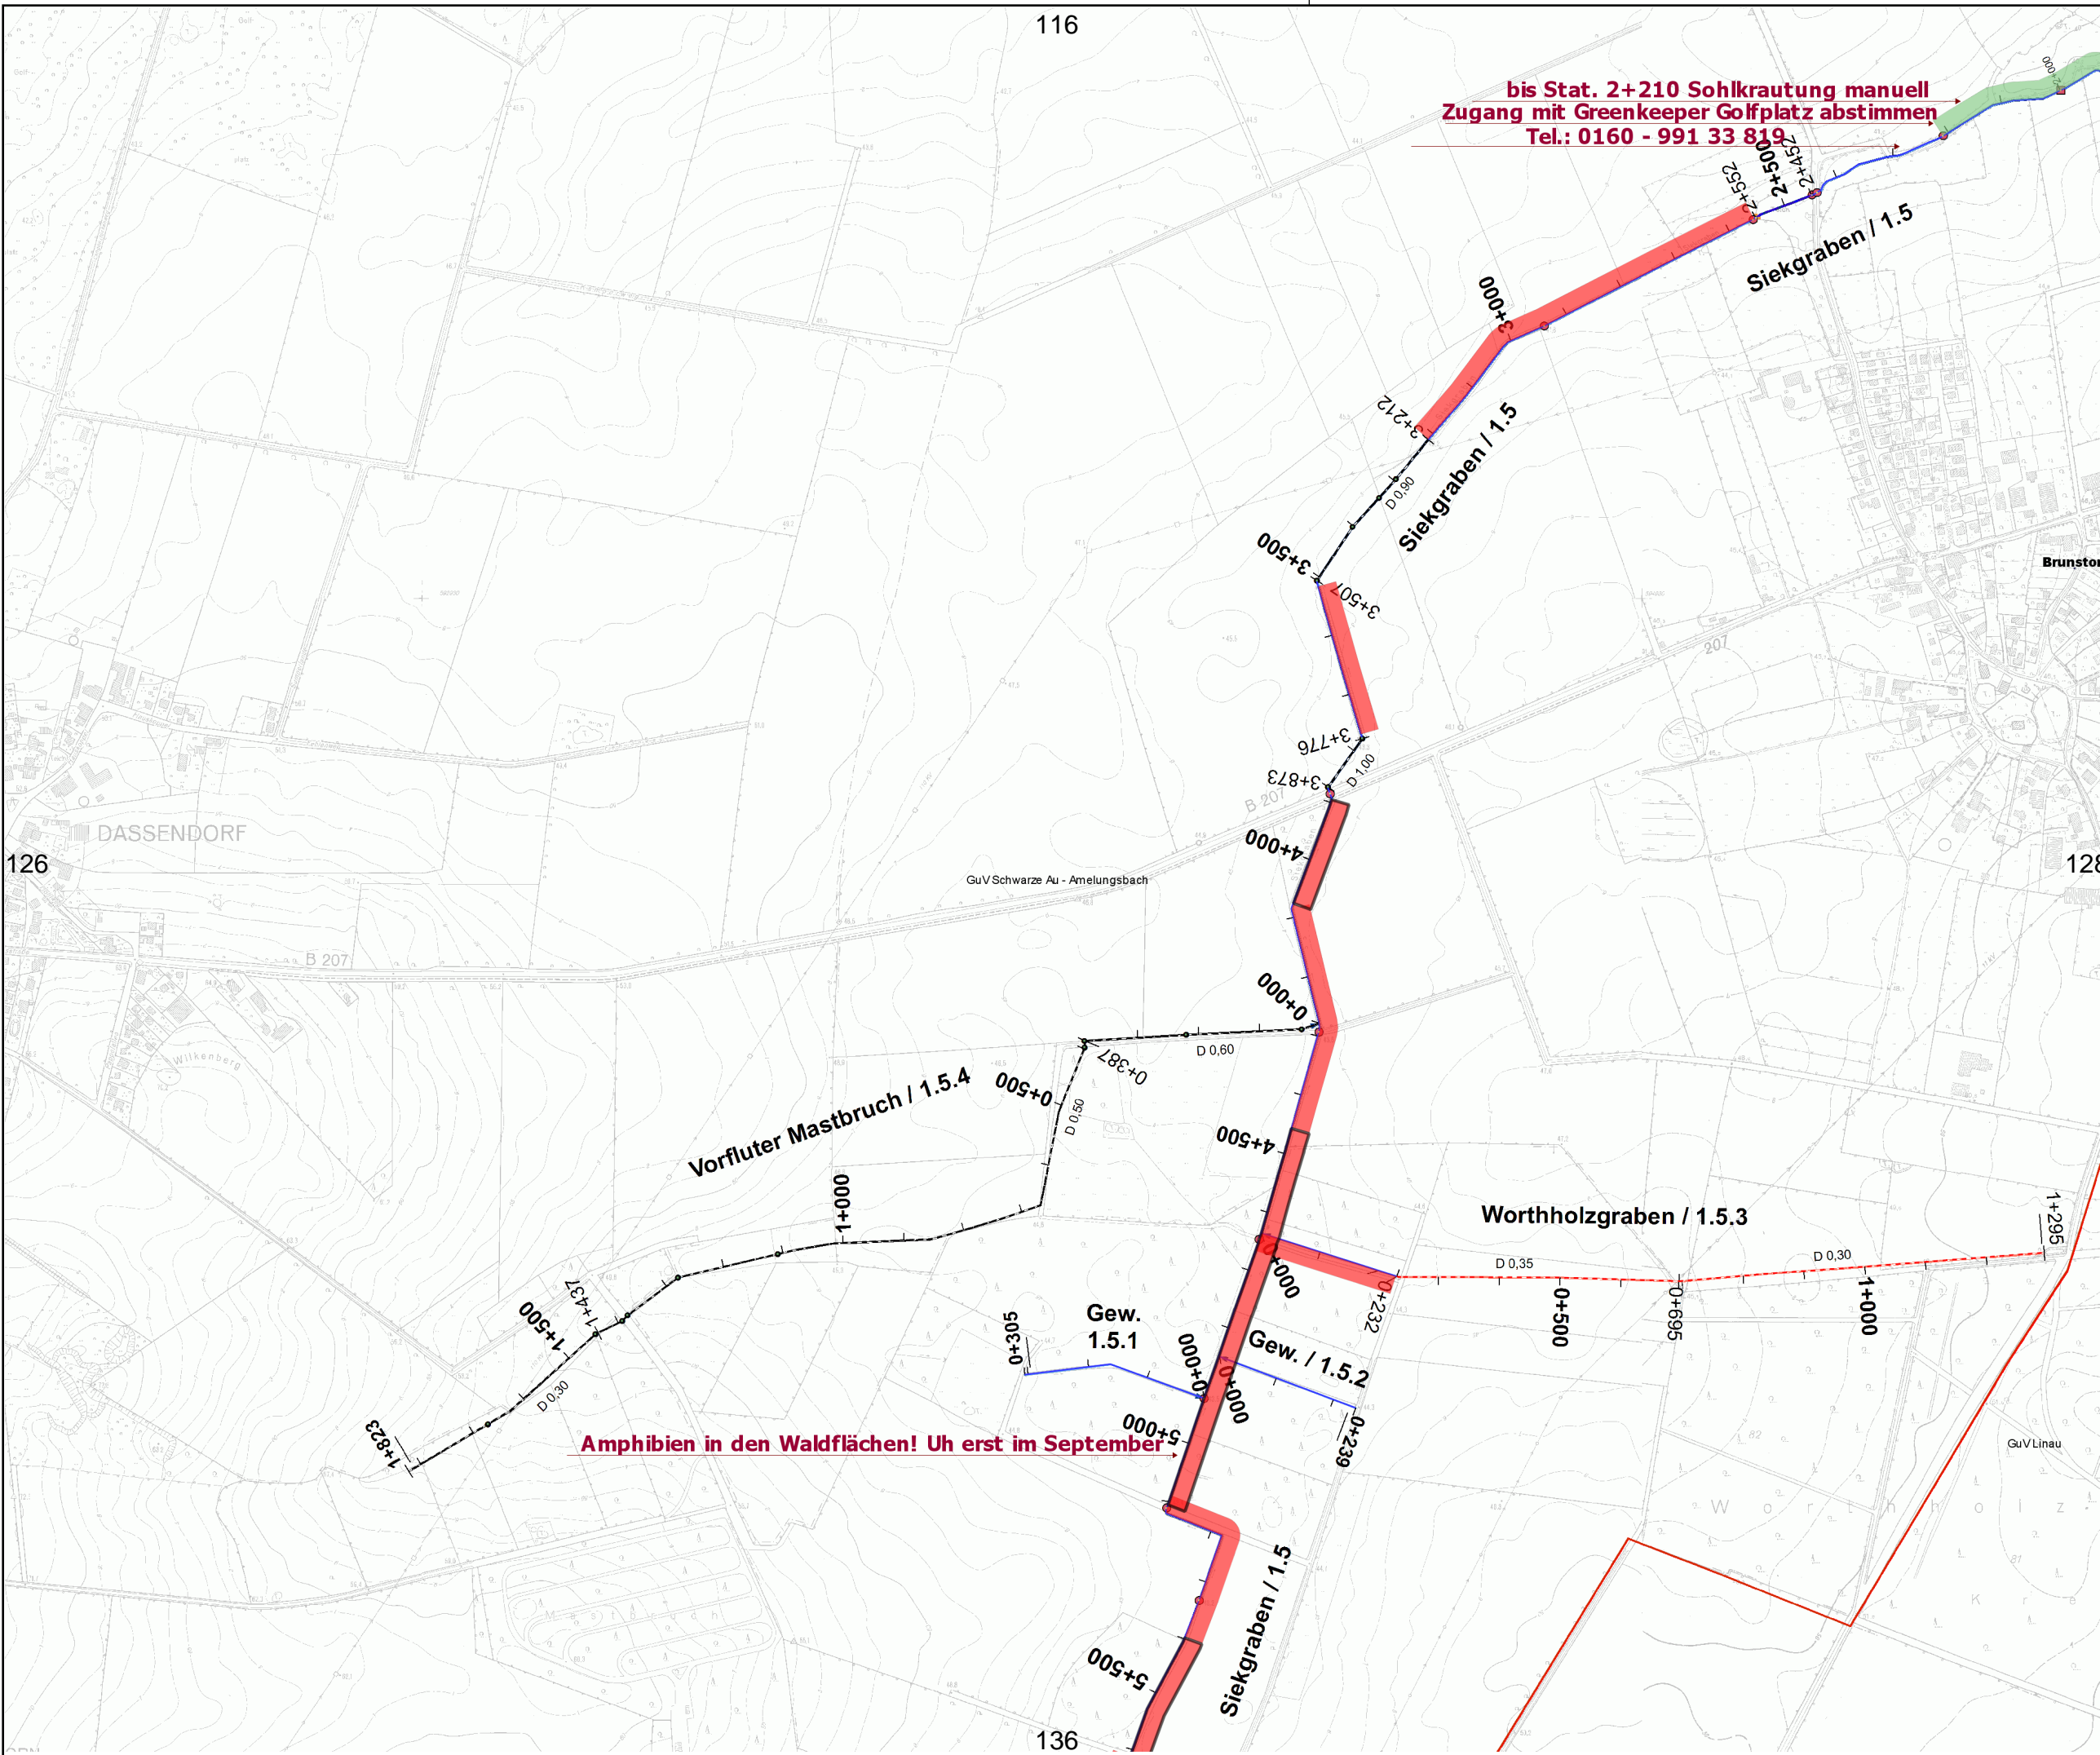 116
bis Stat. 2+210 Sohlkrautung manuell
Zugang mit Greenkeeper Golfplatz abstimmen
Tel.: 0160 - 991 33 819
2+000
2+452
2+500
2+552
Siekgraben / 1.5
3+000
3+212
D 0,90
Siekgraben / 1.5
3+500
3+507
Brunstor
207
3+776
3+873
D 1,00
B 207
DASSENDORF
4+000
126
128
GuV Schwarze Au - Amelungsbach
B 207
0+000
Wilkenberg
D 0,60
0+387
0+500
D 0,50
Vorfluter Mastbruch / 1.5.4
4+500
1+000
Worthholzgraben / 1.5.3
1+295
D 0,35
D 0,30
0+000
0+232
0+500
0+695
1+000
1+437
1+500
0+305
Gew.
1.5.1
Gew. / 1.5.2
0+000
0+000
D 0,30
1+823
5+000
0+239
Amphibien in den Waldflächen! Uh erst im September
GuV Linau
Worthholz
Mastbruch
Siekgraben / 1.5
5+500
136